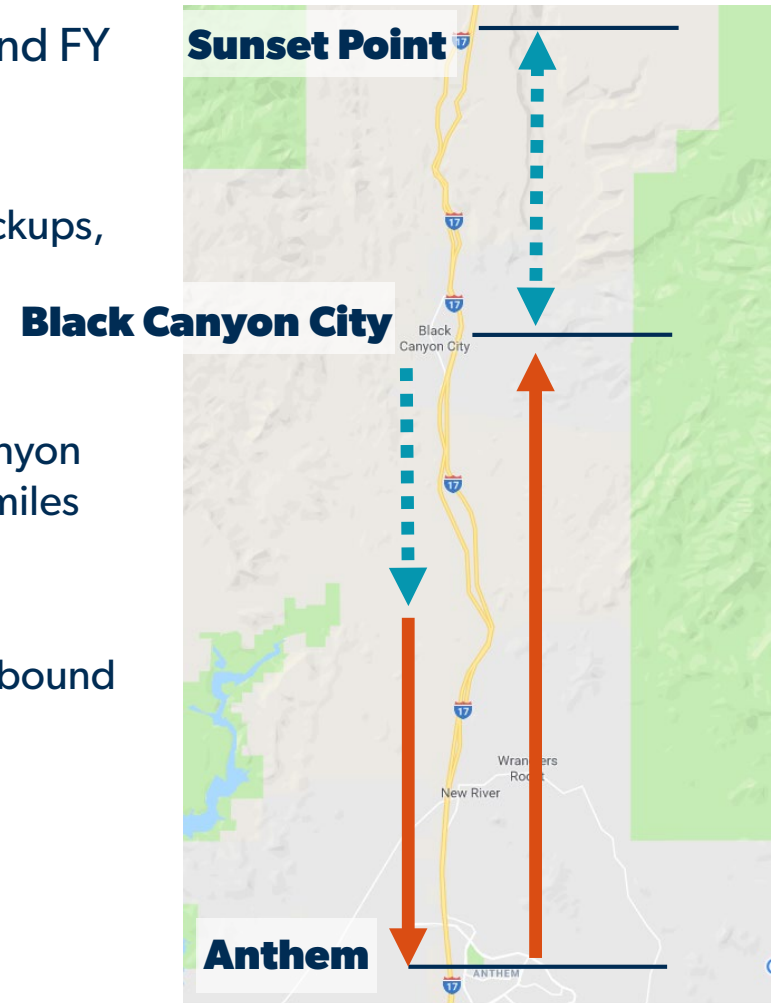 nd FY
Sunset Point
17
ckups,
17
17
Black Canyon City
Black
Canyon City
nyon
miles
17
bound
17
New River
Anthem
ANTHEM
17